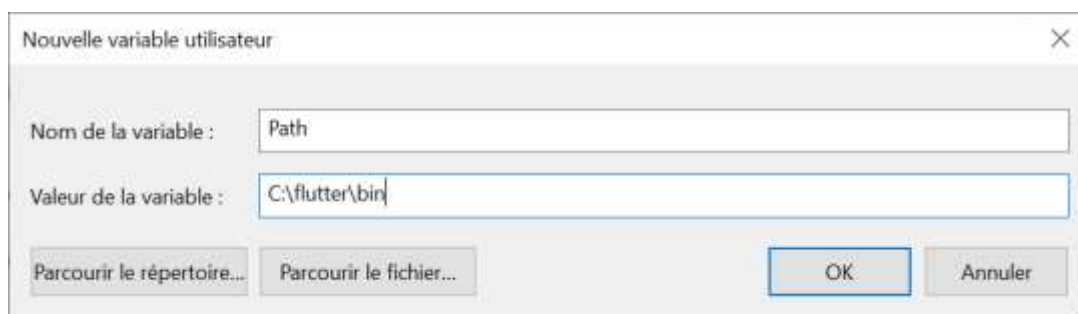 Nouvelle variable utilisateur
Nom de la variable : Path
Valeur de la variable : C:\flutter\bin
Parcourir le répertoire... Parcourir le fichier... OK Annuler